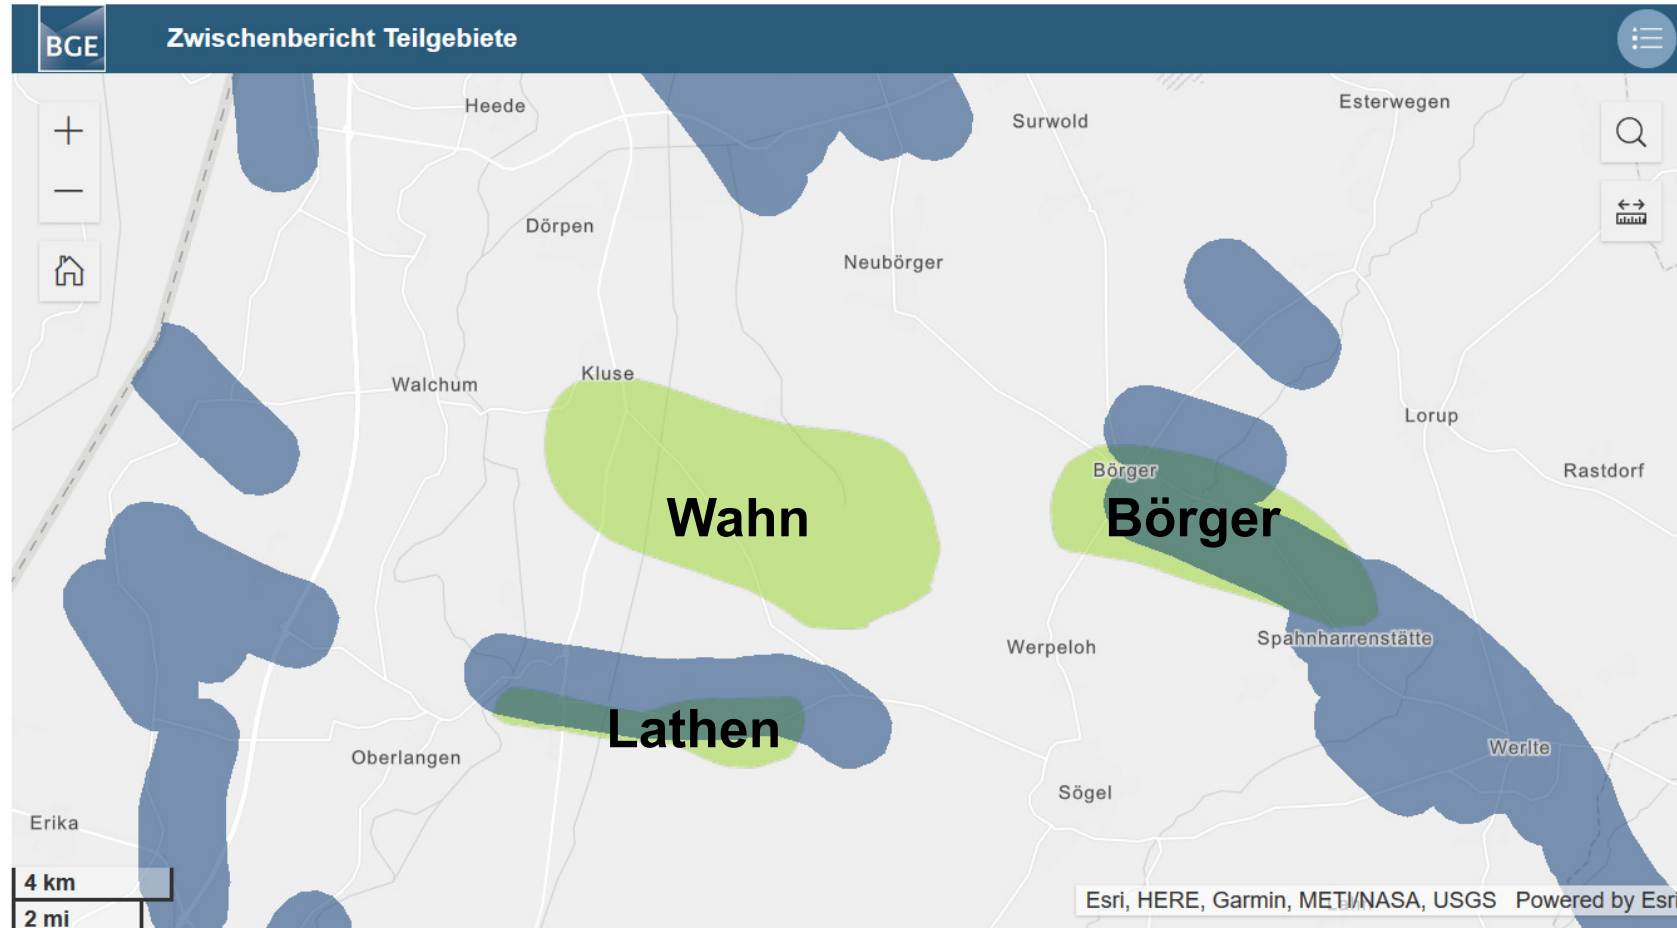 BGE
Zwischenbericht Teilgebiete
Heede
Surwold
Esterwegen
Dörpen
Neubörger
Walchum
Kluse
Lorup
Börger
Rastdorf
Wahn
Börger
Werpeloh
Spahnharrenstätte
Lathen
Oberlangen
Werlte
Sögel
Erika
4 km
2 mi
Esri, HERE, Garmin, METI/NASA, USGS
Powered by Esri